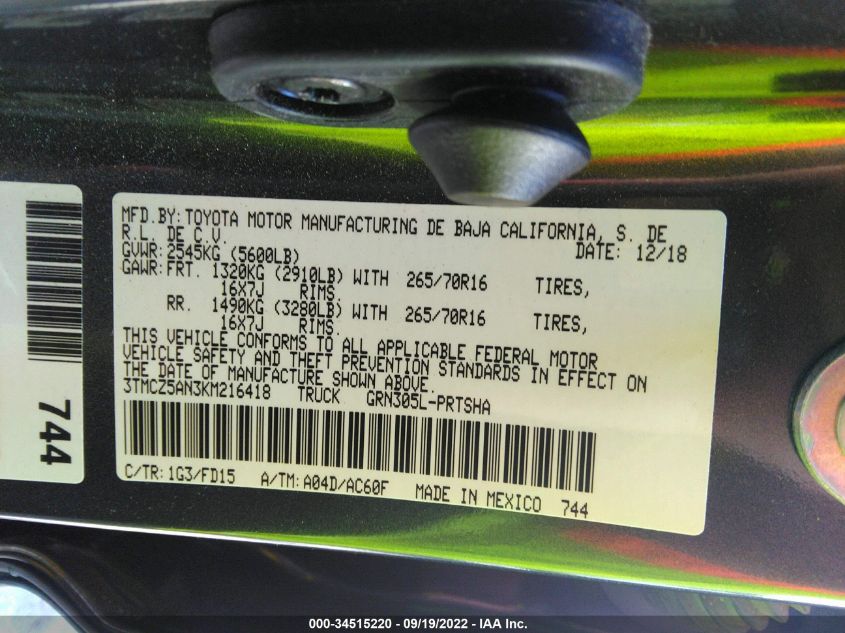 MFD.BY:TOYOTA MOTOR MANUFACTURING DE BAJA CALIFORNIA, S. DE
R.L. DE C.V.
DATE: 12/18
GVWR:2545KG (5600LB)
GAWR:FRT. 1320KG (2910LB) WITH 265/70R16 TIRES,
16X7J RIMS.
RR. 1490KG (3280LB) WITH 265/70R16 TIRES,
16X7J RIMS.
THIS VEHICLE CONFORMS TO ALL APPLICABLE FEDERAL MOTOR
VEHICLE SAFETY AND THEFT PREVENTION STANDARDS IN EFFECT ON
THE DATE OF MANUFACTURE SHOWN ABOVE.
3TMCZ5AN3KM216418 TRUCK GRN305L-PRTSHA
C/TR:1G3/FD15 A/TM:A04D/AC60F MADE IN MEXICO 744
744
000-34515220 - 09/19/2022 - IAA Inc.